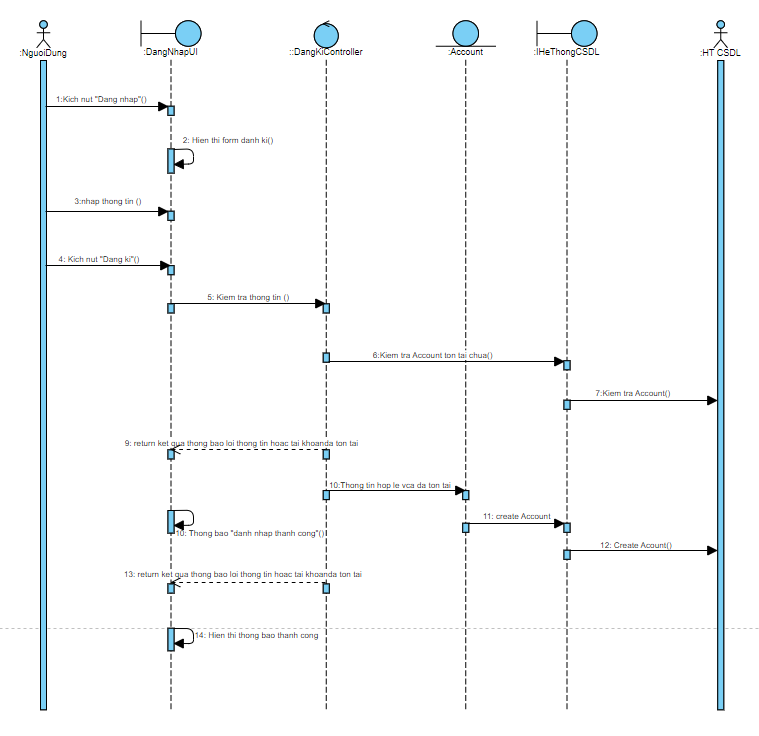 :NguoiDung
:DangNhapUI
::DangKiController
:Account
:IHeThongCSDL
:HT CSDL
1:Kich nut "Dang nhap"()
2: Hien thi form danh ki()
3:nhap thong tin ()
4: Kich nut "Dang ki"()
5: Kiem tra thong tin ()
6:Kiem tra Account ton tai chua()
7:Kiem tra Account()
9: return ket qua thong bao loi thong tin hoac tai khoanda ton tai
10:Thong tin hop le vca da ton tai
11: create Account
10: Thong bao "danh nhap thanh cong"()
12: Create Acount()
13: return ket qua thong bao loi thong tin hoac tai khoanda ton tai
14: Hien thi thong bao thanh cong